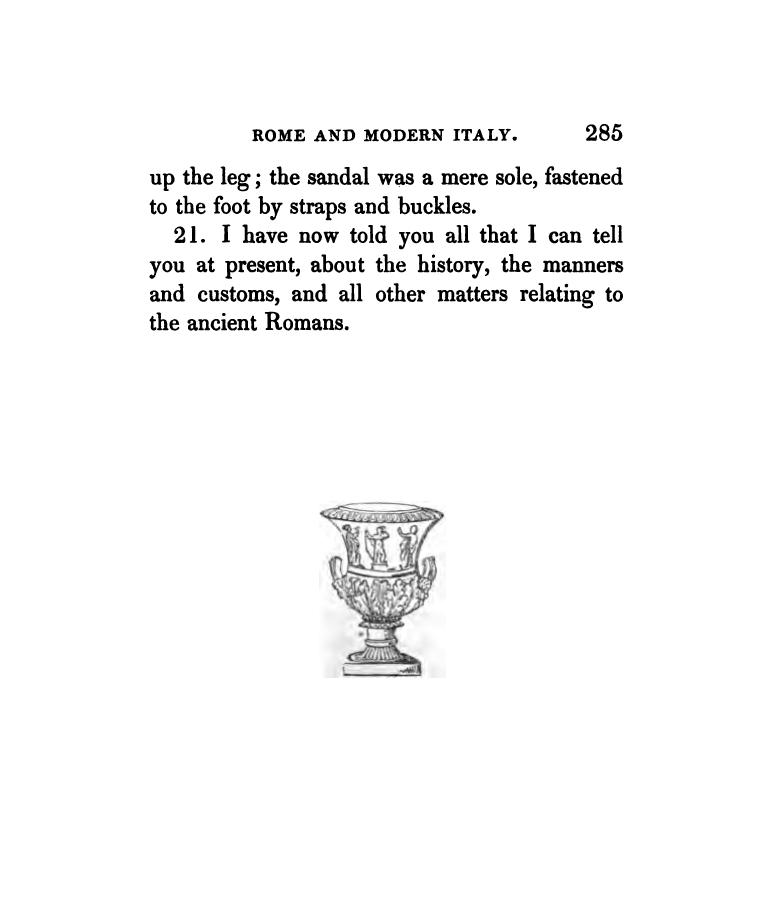 ROME AND MODERN ITALY. 285
up the leg; the sandal was a mere sole, fastened
to the foot by straps and buckles.
21. I have now told you all that I can tell
you at present, about the history, the manners
and customs, and all other matters relating to
the ancient Romans.